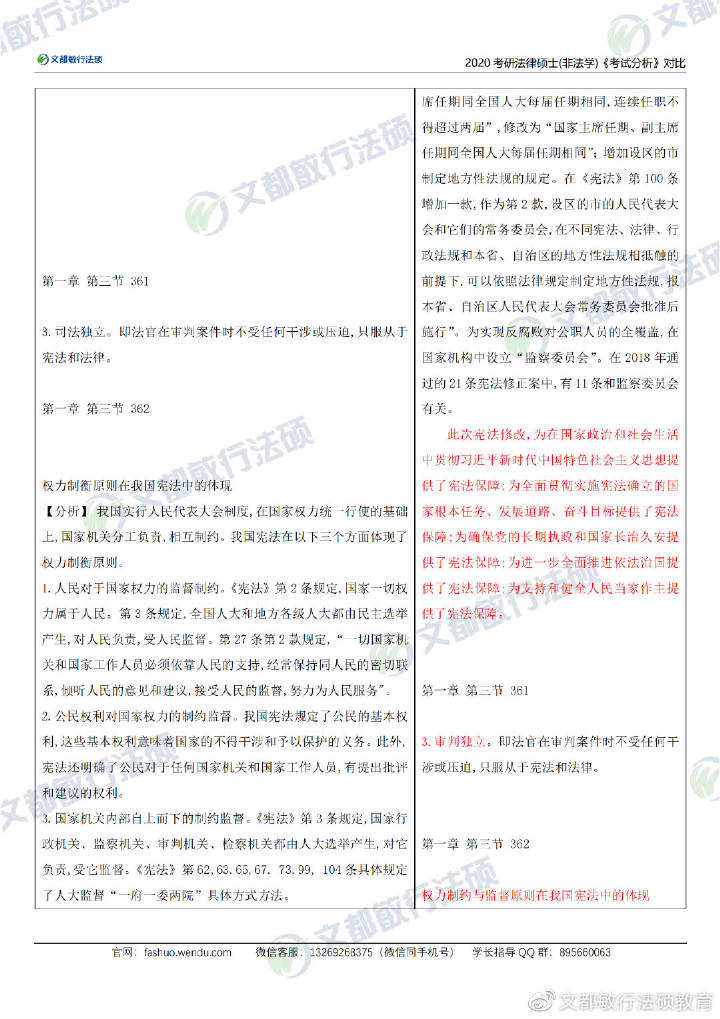 文都敏行法硕
2020 考研法律硕士(非法学)《考试分析》对比
第一章 第三节 361
3.司法独立。即法官在审判案件时不受任何干涉或压迫,只服从于
宪法和法律。
第一章 第三节 362
权力制衡原则在我国宪法中的体现
【分析】 我国实行人民代表大会制度,在国家权力统一行使的基础
上,国家机关分工负责,相互制约。我国宪法在以下三个方面体现了
权力制衡原则。
1.人民对于国家权力的监督制约。《宪法》第 2 条规定,国家一切权
力属于人民。第 3 条规定,全国人大和地方各级人大都由民主选举
产生,对人民负责,受人民监督。第 27 条第 2 款规定,“一切国家机
关和国家工作人员必须依靠人民的支持,经常保持同人民的密切联
系,倾听人民的意见和建议,接受人民的监督,努力为人民服务”。
2.公民权利对国家权力的制约监督。我国宪法规定了公民的基本权
利,这些基本权利意味着国家的不得干涉和予以保护的义务。此外,
宪法还明确了公民对于任何国家机关和国家工作人员,有提出批评
和建议的权利。
3.国家机关内部自上而下的制约监督。《宪法》第 3 条规定,国家行
政机关、监察机关、审判机关、检察机关都由人大选举产生,对它
负责,受它监督。《宪法》第 62,63.65,67. 73.99, 104 条具体规定
了人大监督“一府一委两院”具体方式方法。
席任期同全国人大每届任期相同,连续任职不
得超过两届”,修改为“国家主席任期、副主席
任期同全国人大每届任期相同”;增加设区的市
制定地方性法规的规定。在《宪法》第 100 条
增加一款,作为第 2 款,设区的市的人民代表大
会和它们的常务委员会,在不同宪法、法律、行
政法规和本省、自治区的地方性法规相抵触的
前提下,可以依照法律规定制定地方性法规,报
本省、自治区人民代表大会常务委员会批准后
施行”。为实现反腐败对公职人员的全覆盖,在
国家机构中设立“监察委员会”。在 2018 年通
过的 21 条宪法修正案中,有 11 条和监察委员会
有关。
此次宪法修改,为在国家政治和社会生活
中贯彻习近平新时代中国特色社会主义思想提
供了宪法保障;为全面贯彻实施宪法确立的国
家根本任务、发展道路、奋斗目标提供了宪法
保障;为确保党的长期执政和国家长治久安提
供了宪法保障;为进一步全面推进依法治国提
供了宪法保障;为支持和健全人民当家作主提
供了宪法保障。
第一章 第三节 361
3.审判独立。即法官在审判案件时不受任何干
涉或压迫,只服从于宪法和法律。
第一章 第三节 362
权力制约与监督原则在我国宪法中的体现
官网: fashuo.wendu.com 微信客服: 13269268375 (微信同手机号) 学长指导 QQ 群: 895660063
文都敏行法硕
文都敏行法硕
文都敏行法硕
文都敏行法硕
文都敏行法硕
文都敏行法硕教育